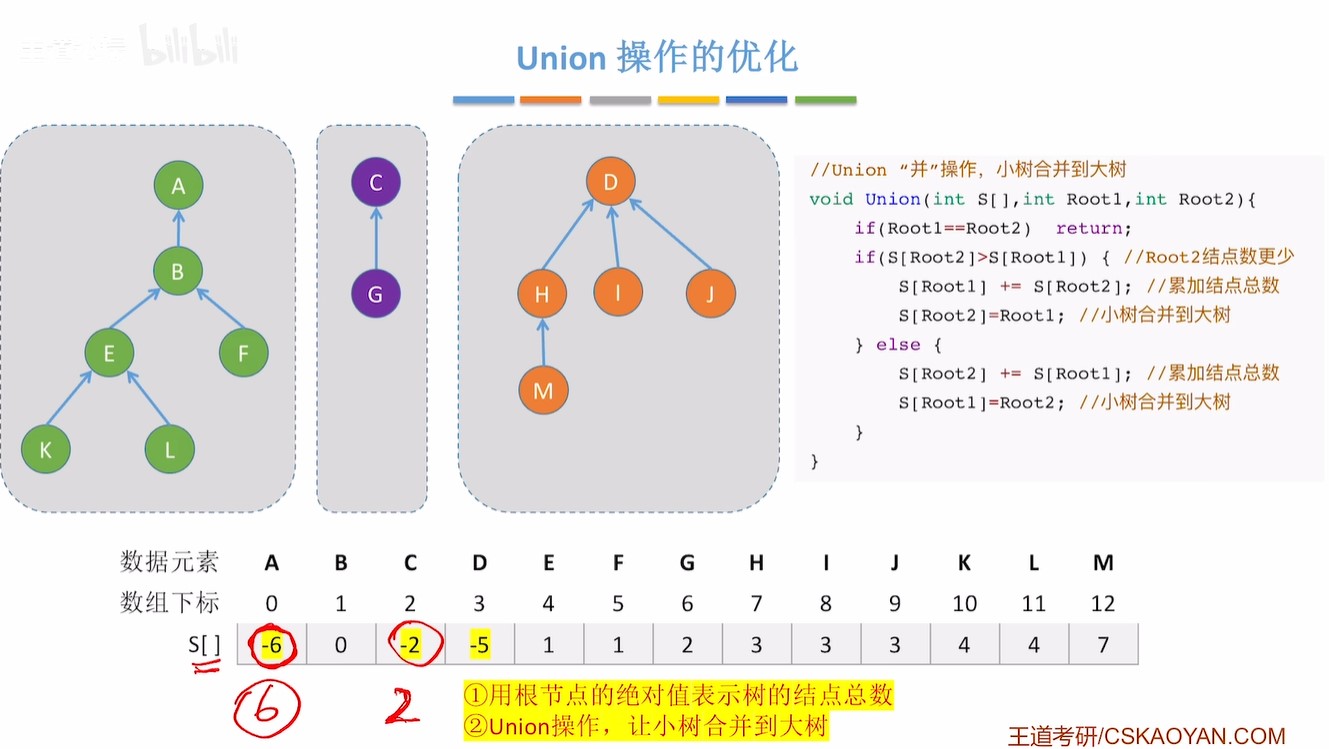 bilibili
Union 操作的优化
A
B
E
F
K
L
C
G
D
H
I
J
M
//Union “并”操作，小树合并到大树
void Union(int S[],int Root1,int Root2){
if(Root1==Root2) return;
if(S[Root2]>S[Root1]) { //Root2结点数更少
S[Root1] += S[Root2]; //累加结点总数
S[Root2]=Root1; //小树合并到大树
} else {
S[Root2] += S[Root1]; //累加结点总数
S[Root1]=Root2; //小树合并到大树
}
}
数据元素 A B C D E F G H I J K L M
数组下标 0 1 2 3 4 5 6 7 8 9 10 11 12
S[] -6 0 -2 -5 1 1 2 3 3 3 4 4 7
6 2
①用根节点的绝对值表示树的结点总数
②Union操作，让小树合并到大树
王道考研/CSKAOYAN.COM